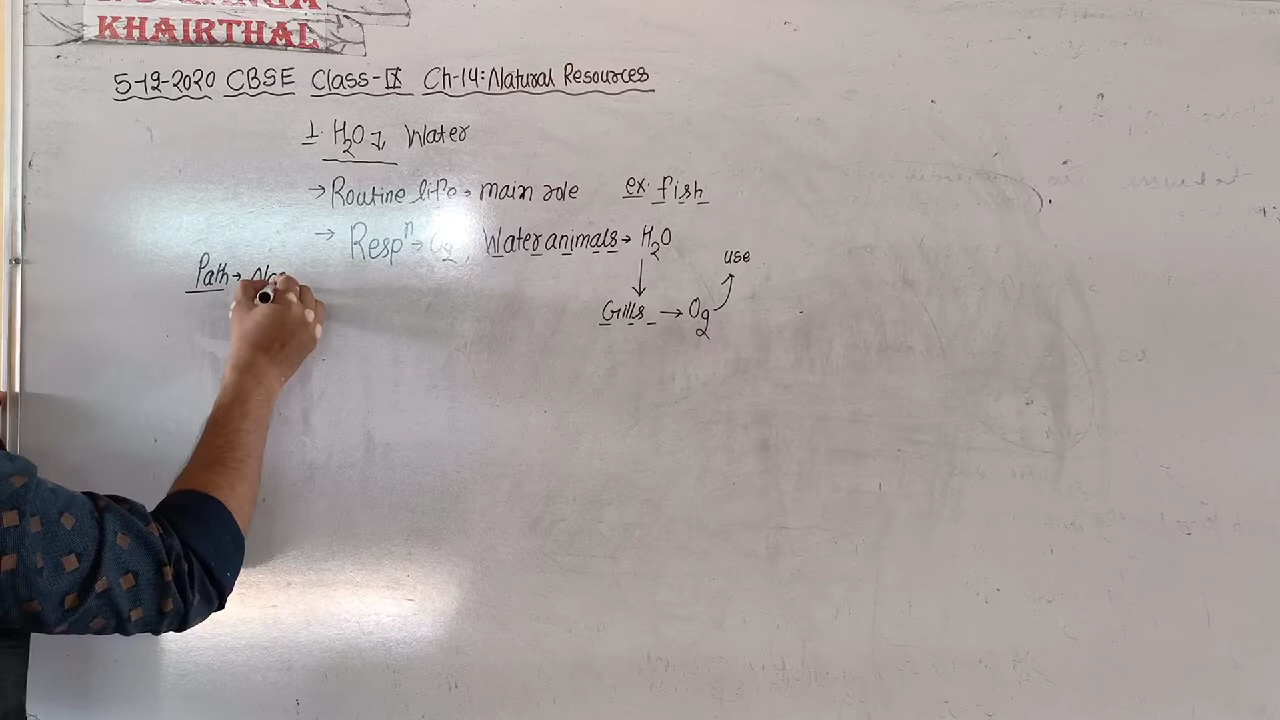 KHAIRTHAL
5-12-2020 CBSE Class-IX Ch-14: Natural Resources
1. H₂O Water
→ Routine life → main role ex. fish
→ Respⁿ → O₂, Water animals → H₂O
use
Path →
Gills → O₂